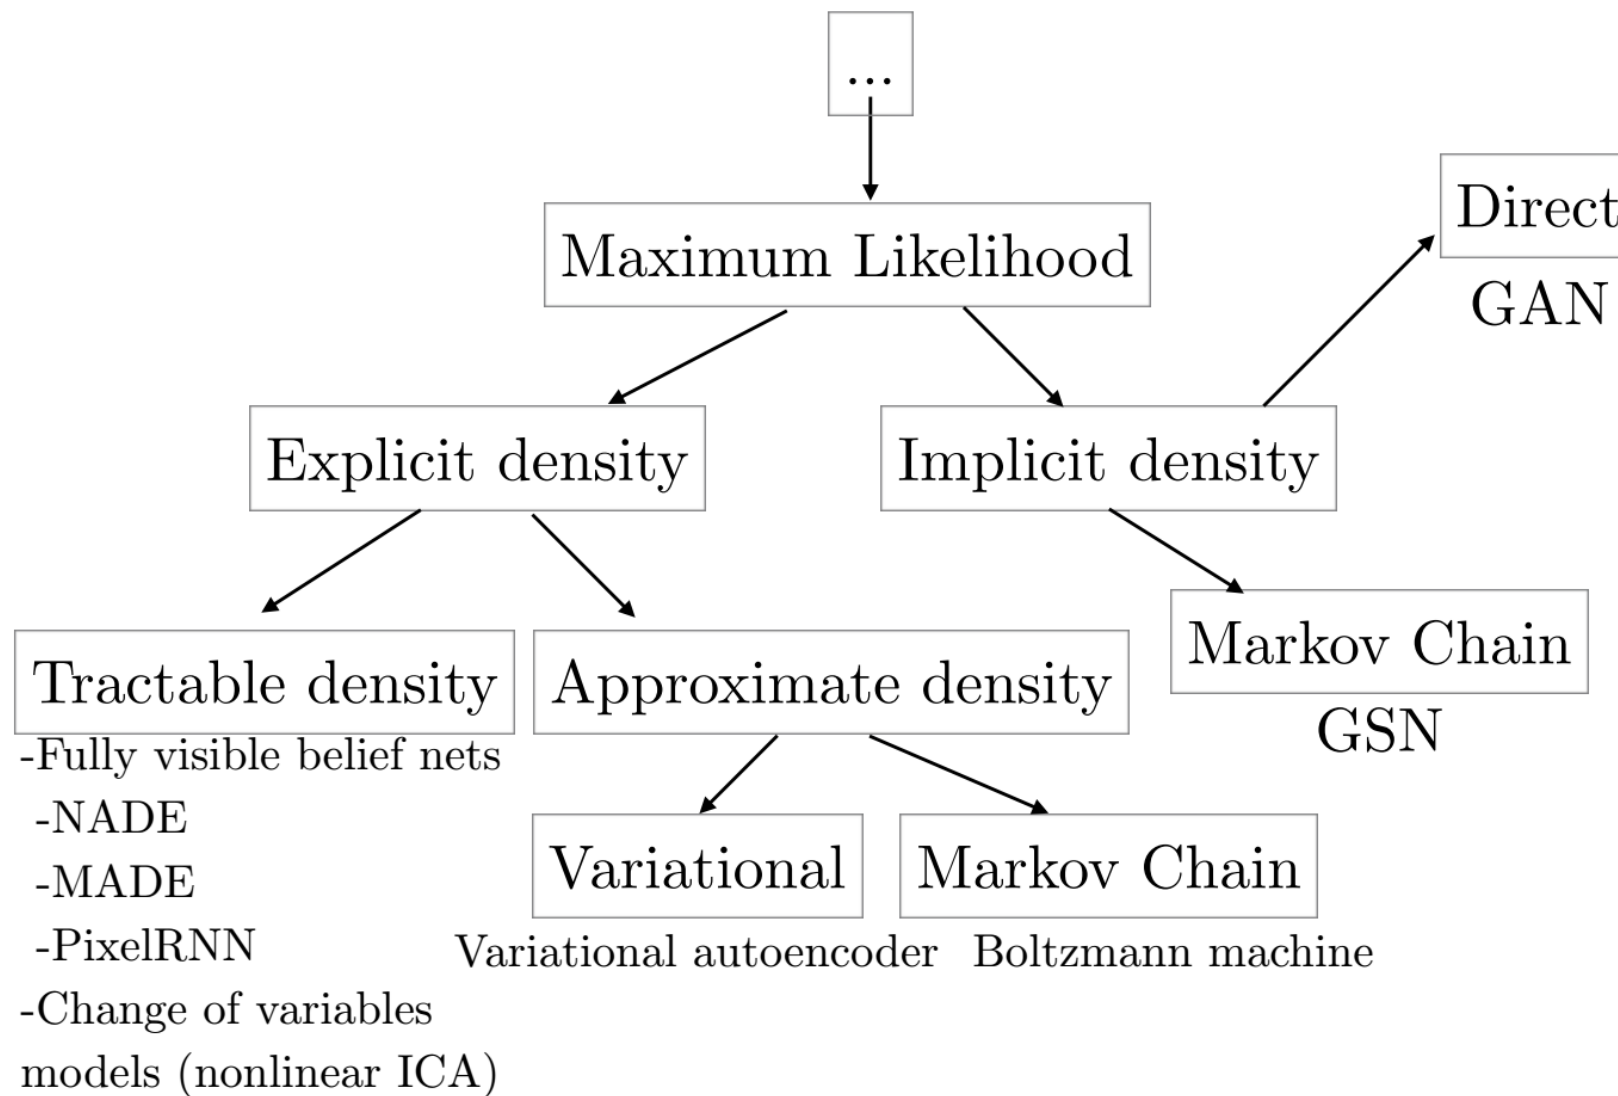 ...
Maximum Likelihood
Direct
GAN
Explicit density
Implicit density
Tractable density
-Fully visible belief nets
-NADE
-MADE
-PixelRNN
-Change of variables
models (nonlinear ICA)
Approximate density
Variational
Variational autoencoder
Markov Chain
Boltzmann machine
Markov Chain
GSN